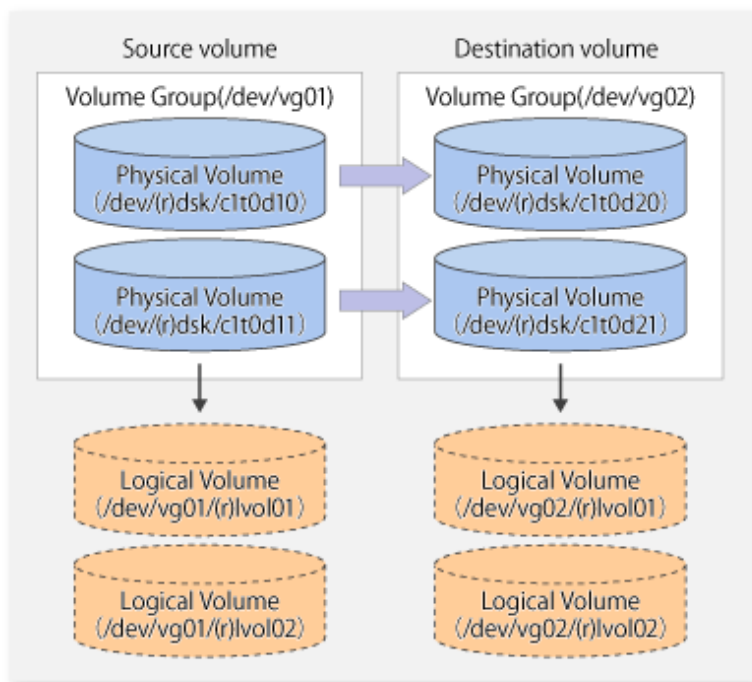 Source volume
Destination volume
Volume Group(/dev/vg01)
Volume Group(/dev/vg02)
Physical Volume
(/dev/(r)dsk/c1t0d10)
Physical Volume
(/dev/(r)dsk/c1t0d20)
Physical Volume
(/dev/(r)dsk/c1t0d11)
Physical Volume
(/dev/(r)dsk/c1t0d21)
Logical Volume
(/dev/vg01/(r)lvol01)
Logical Volume
(/dev/vg02/(r)lvol01)
Logical Volume
(/dev/vg01/(r)lvol02)
Logical Volume
(/dev/vg02/(r)lvol02)